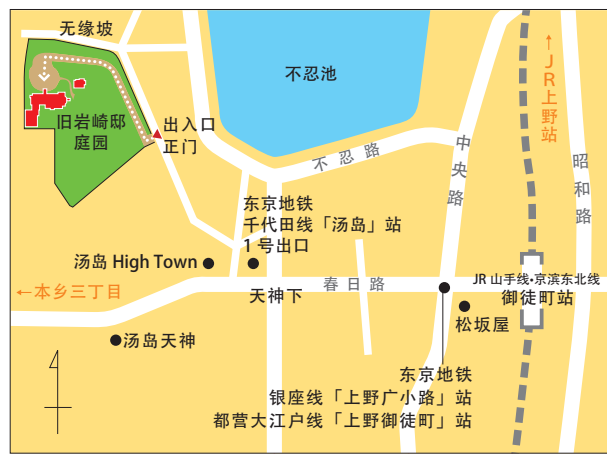 无缘坡
不忍池
←JR上野站
旧岩崎邸
庭园
出入口
正门
不忍路
中央路
昭和路
东京地铁
千代田线「汤岛」站
1号出口
汤岛 High Town
←本乡三丁目
天神下
春日路
JR 山手线•京滨东北线
御徒町站
松坂屋
汤岛天神
东京地铁
银座线「上野广小路」站
都营大江户线「上野御徒町」站